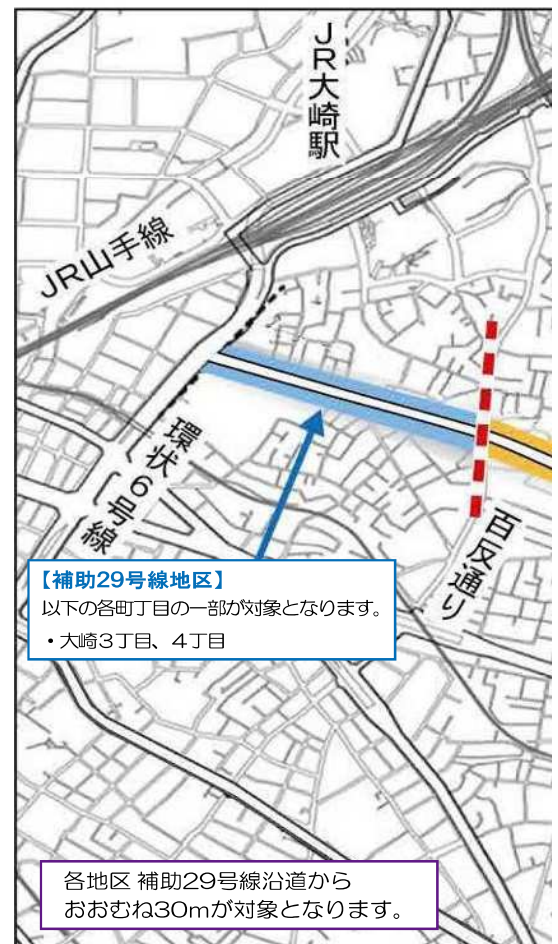 JR大崎駅
JR山手線
環状6号線
百反通り
【補助29号線地区】
以下の各町丁目の一部が対象となります。
・大崎3丁目、4丁目
各地区 補助29号線沿道から
おおむね30mが対象となります。